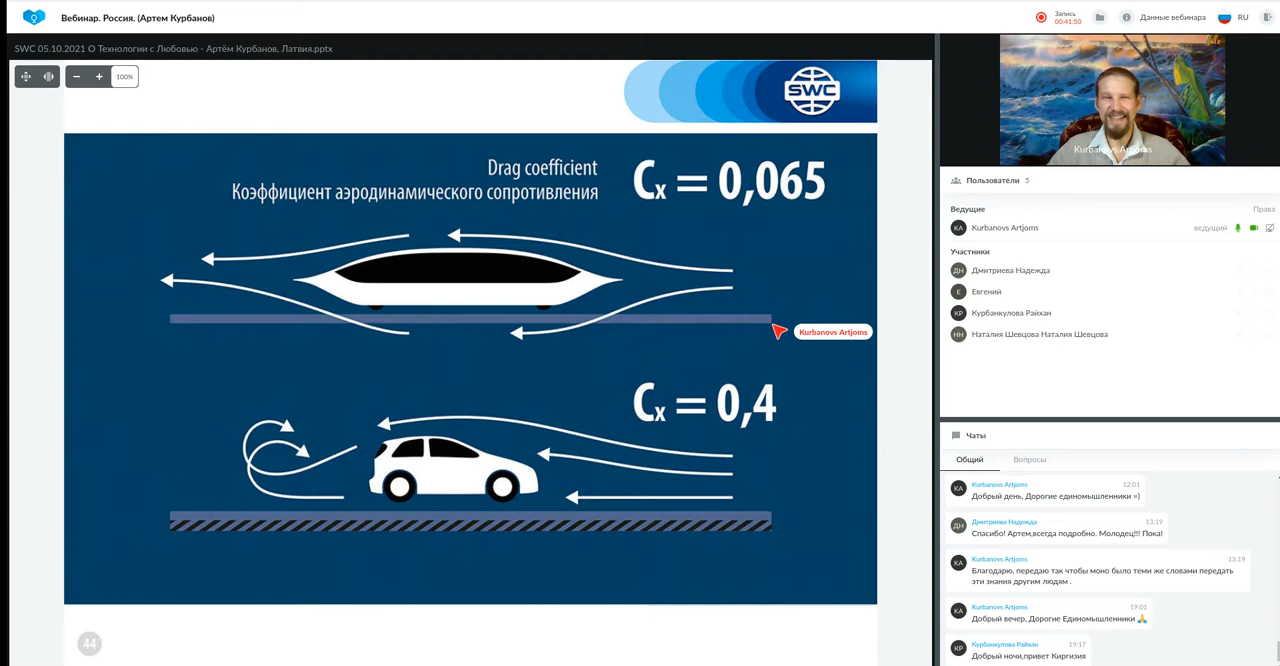 Вебинар. Россия. (Артем Курбанов)
Запись
00:41:50
Данные вебинара
RU
SWC 05.10.2021 О Технологии с Любовью - Артём Курбанов, Латвия.pptx
100%
SWC
Drag coefficient
Коэффициент аэродинамического сопротивления
Cx = 0,065
Kurbanovs Artjoms
Cx = 0,4
44
Kurbanovs Artjoms
Пользователи 5
Ведущие
Права
КА
Kurbanovs Artjoms
ведущий
Участники
ДН
Дмитриева Надежда
Е
Евгений
КР
Курбанкулова Райхан
НН
Наталия Шевцова Наталия Шевцова
Чаты
Общий
Вопросы
КА
Kurbanovs Artjoms
12:01
Добрый день, Дорогие единомышленники =)
ДН
Дмитриева Надежда
13:19
Спасибо! Артем,всегда подробно. Молодец!!! Пока!
КА
Kurbanovs Artjoms
13:19
Благодарю, передаю так чтобы моно было теми же словами передать
эти знания другим людям .
КА
Kurbanovs Artjoms
19:01
Добрый вечер, Дорогие Единомышленники 🙏
КР
Курбанкулова Райхан
19:17
Добрый ночи,привет Киргизия